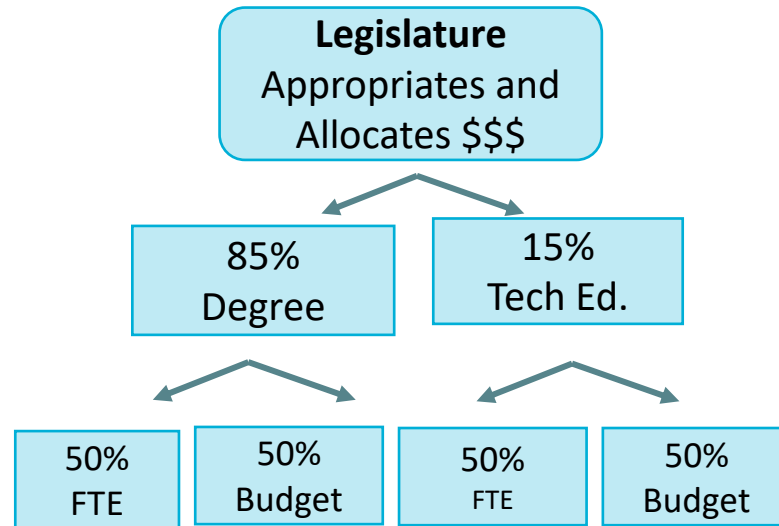 Legislature
Appropriates and
Allocates $$$
85%
Degree
15%
Tech Ed.
50%
FTE
50%
Budget
50%
FTE
50%
Budget